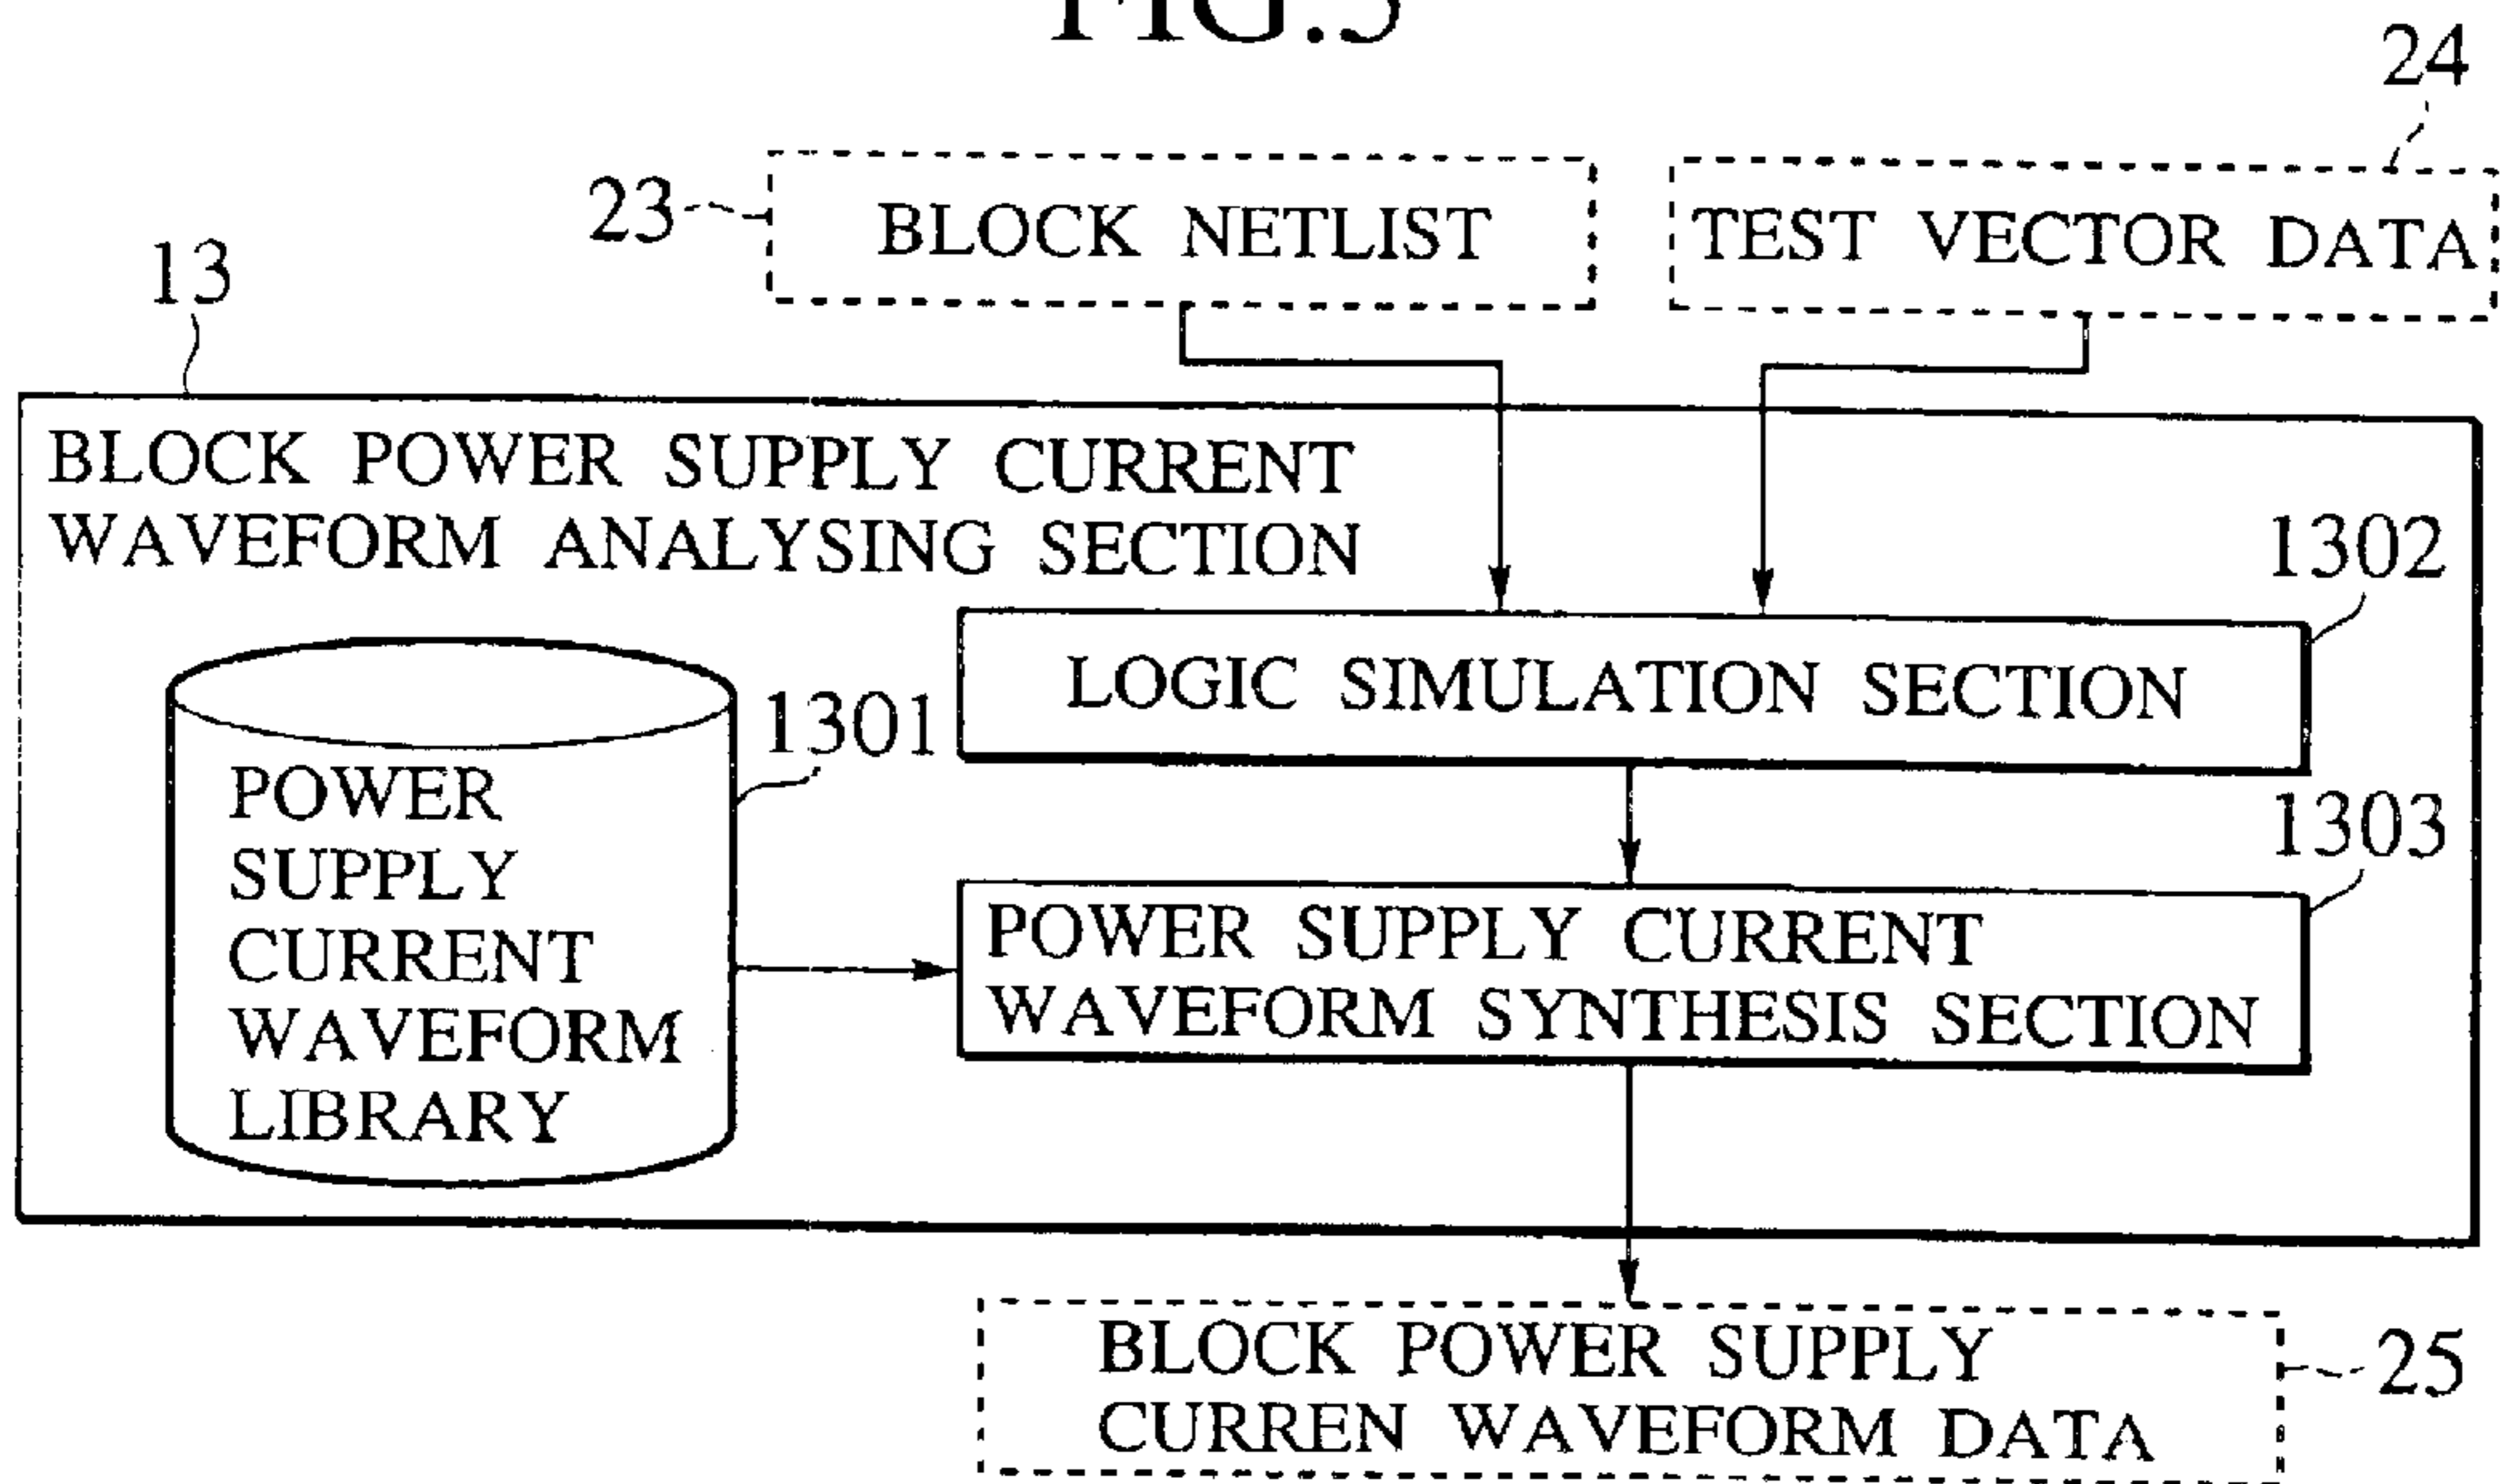 FIG.5
24
23
BLOCK NETLIST
TEST VECTOR DATA
13
BLOCK POWER SUPPLY CURRENT
WAVEFORM ANALYSING SECTION
1302
LOGIC SIMULATION SECTION
1301
POWER
SUPPLY
CURRENT
WAVEFORM
LIBRARY
1303
POWER SUPPLY CURRENT
WAVEFORM SYNTHESIS SECTION
BLOCK POWER SUPPLY
CURREN WAVEFORM DATA
25